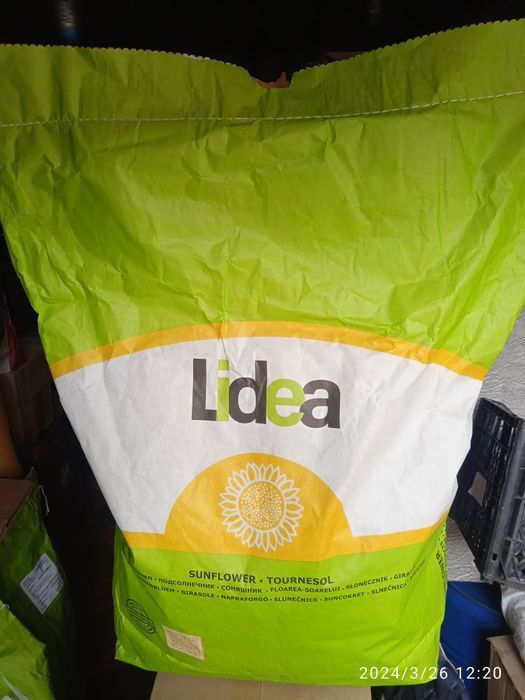 Lidea
SUNFLOWER • TOURNESOL
• ПОДСОЛНЕЧНИК • СОНЯШНИК • FLOAREA-SOARELUI • SŁONECZNIK •
• GIRASOLE • NAPRAFORGÓ • SLUNEČNICE • SUNCOKRET •
2024/3/26 12:20